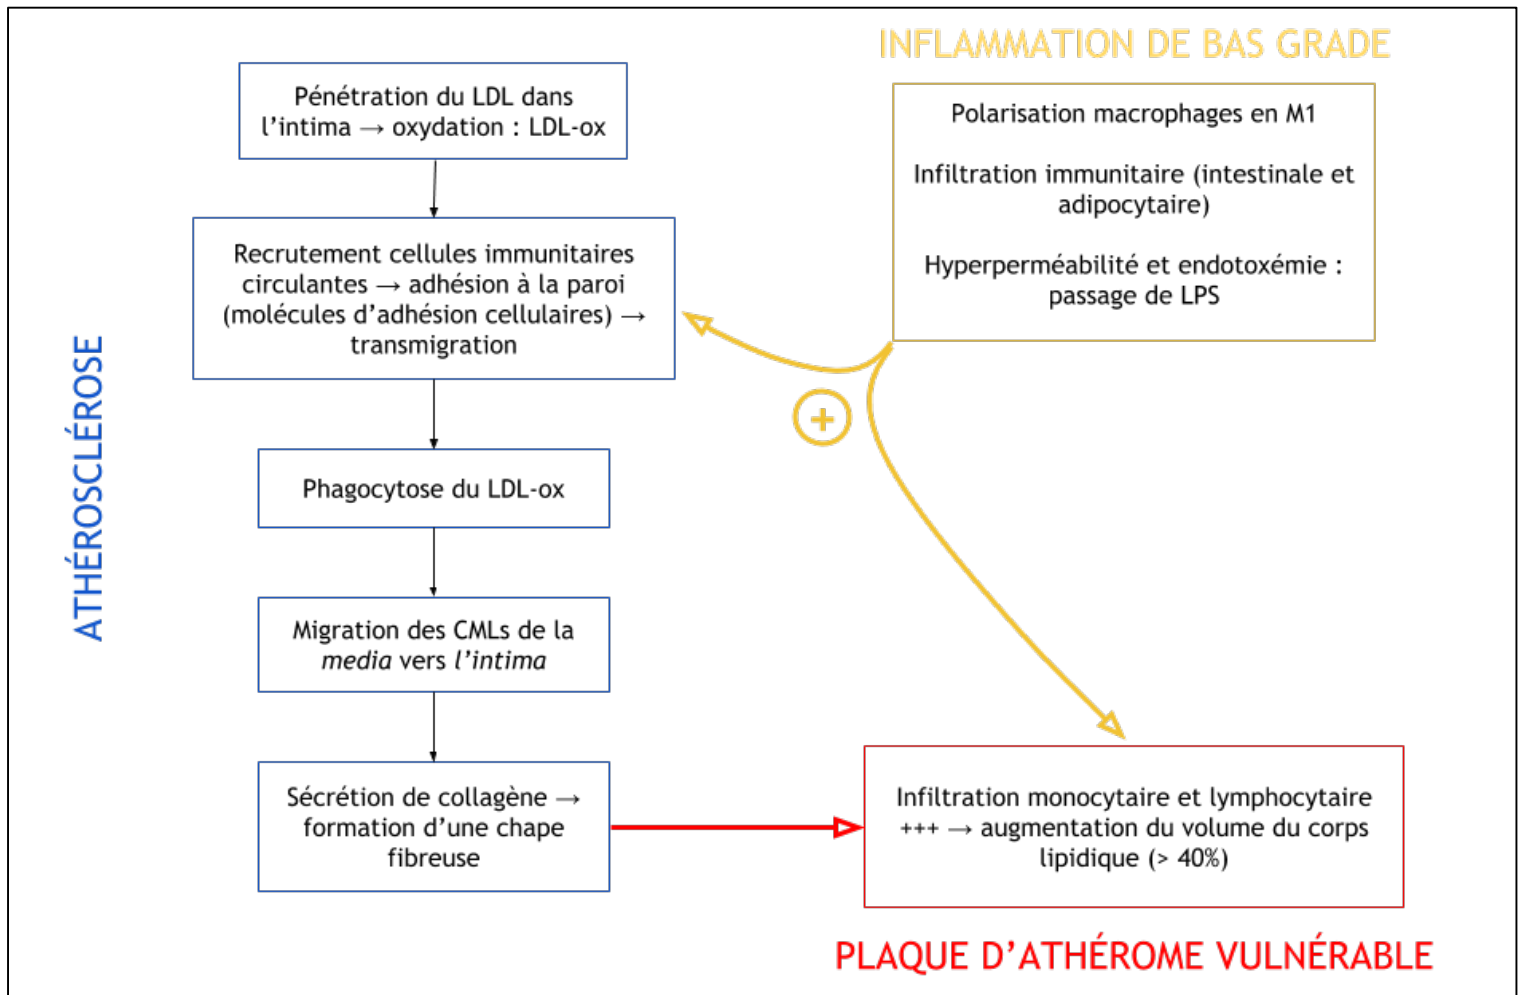 INFLAMMATION DE BAS GRADE
Pénétration du LDL dans
l’intima → oxydation : LDL-ox
Polarisation macrophages en M1
Infiltration immunitaire (intestinale et
adipocytaire)
Hyperperméabilité et endotoxémie :
passage de LPS
Recrutement cellules immunitaires
circulantes → adhésion à la paroi
(molécules d’adhésion cellulaires) →
transmigration
+
ATHÉROSCLÉROSE
Phagocytose du LDL-ox
Migration des CMLs de la
media vers l’intima
Sécrétion de collagène →
formation d’une chape
fibreuse
Infiltration monocytaire et lymphocytaire
+++ → augmentation du volume du corps
lipidique (> 40%)
PLAQUE D’ATHÉROME VULNÉRABLE